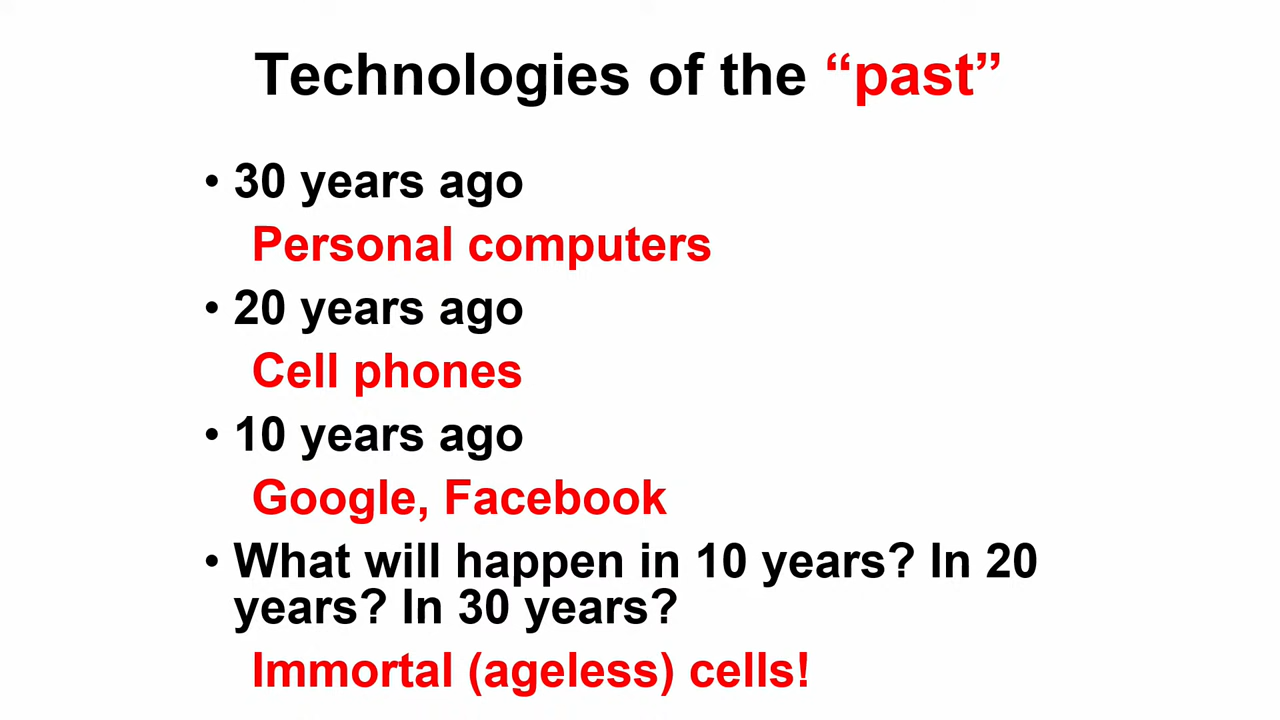 Technologies of the “past”
• 30 years ago
Personal computers
• 20 years ago
Cell phones
• 10 years ago
Google, Facebook
• What will happen in 10 years? In 20
years? In 30 years?
Immortal (ageless) cells!